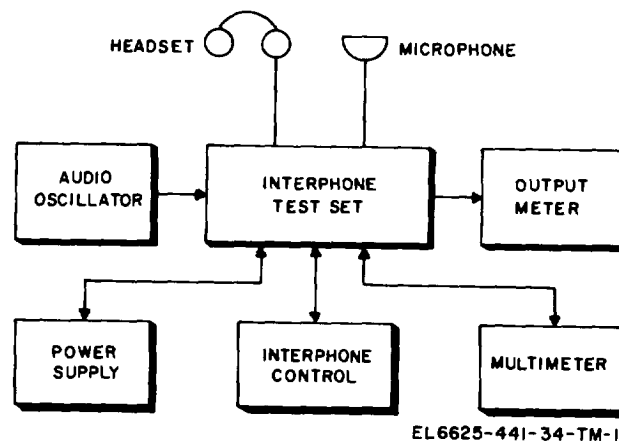 HEADSET
MICROPHONE
AUDIO
OSCILLATOR
INTERPHONE
TEST SET
OUTPUT
METER
POWER
SUPPLY
INTERPHONE
CONTROL
MULTIMETER
EL6625-441-34-TM-1